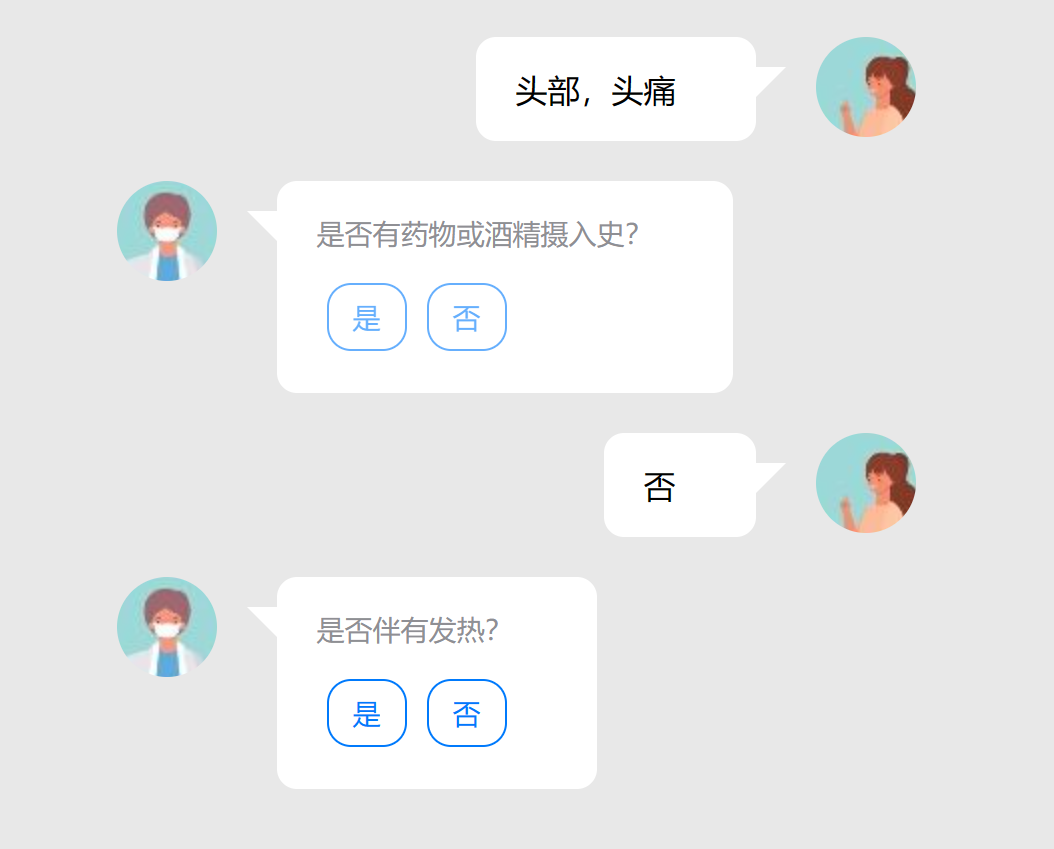 头部，头痛
是否有药物或酒精摄入史？
是 否
否
是否伴有发热？
是 否